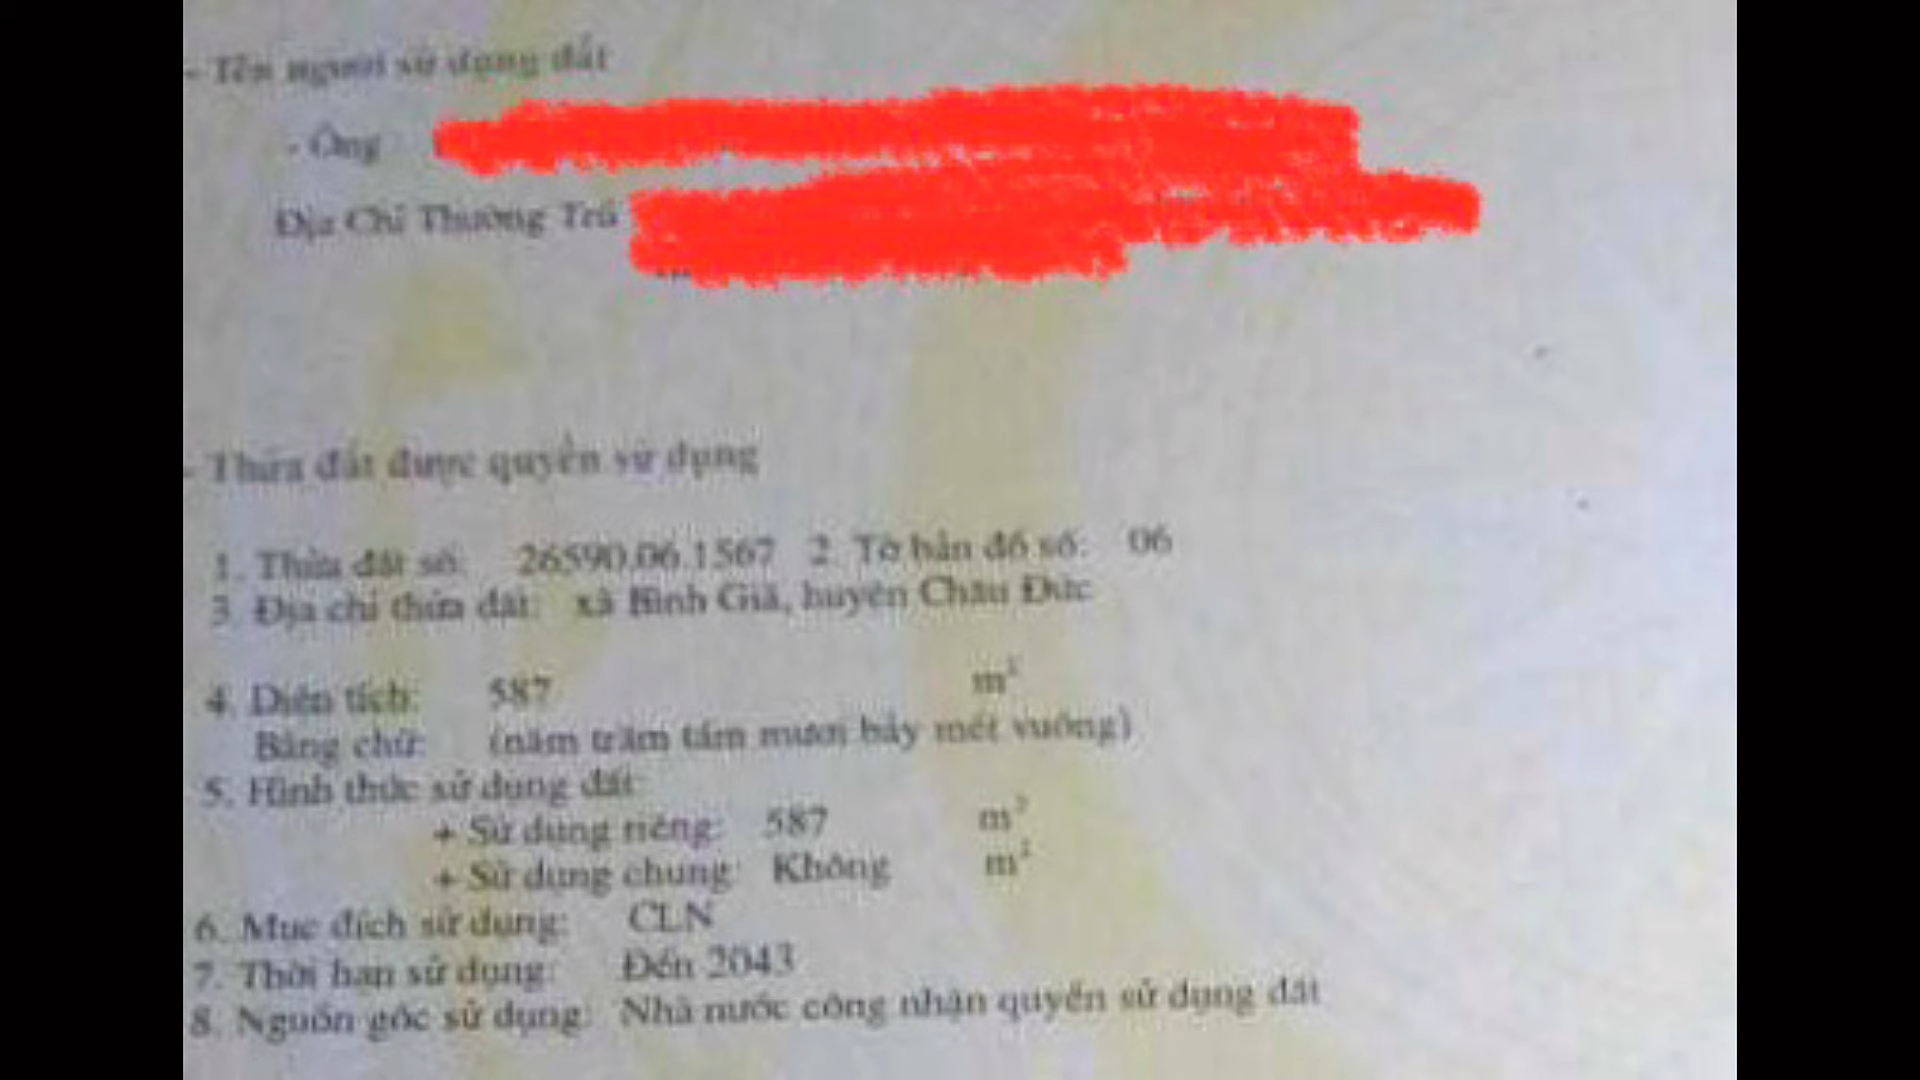 - Tên người sử dụng đất
- Ông
Địa Chỉ Thường Trú
- Thửa đất được quyền sử dụng
1. Thửa đất số: 26590.06.1567 2 Tờ bản đồ số: 06
3. Địa chỉ thửa đất: xã Bình Giã, huyện Châu Đức
4. Diện tích: 587 m²
Bằng chữ: (năm trăm tám mươi bảy mét vuông)
5. Hình thức sử dụng đất:
+ Sử dụng riêng: 587 m²
+ Sử dụng chung: Không m²
6. Mục đích sử dụng: CLN
7. Thời hạn sử dụng: Đến 2043
8. Nguồn gốc sử dụng: Nhà nước công nhận quyền sử dụng đất